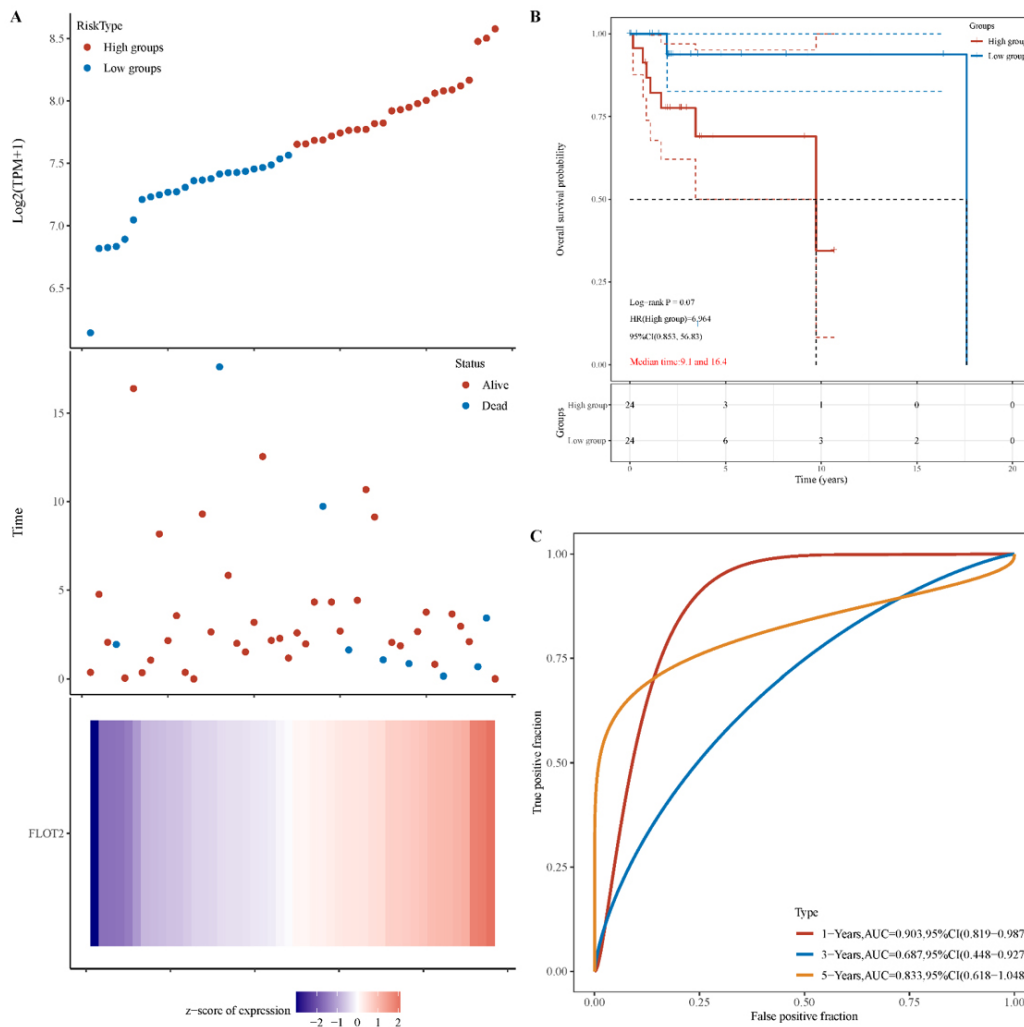 A
RiskType
High groups
Low groups
8.5
8.0
7.5
7.0
6.5
Log2(TPM+1)
Status
Alive
Dead
15
10
5
0
Time
FLOT2
z-score of expression
−2 −1 0 1 2
B
Groups
High grou
Low group
1.00
0.75
0.50
0.25
0.00
Overall survival probability
Log−rank P = 0.07
HR(High group)=6.964
95%CI(0.853, 56.83)
Median time:9.1 and 16.4
Groups
High group 24 3 1 0 0
Low group 24 6 3 2 0
0 5 10 15 20
Time (years)
C
1.00
0.75
0.50
0.25
0.00
True positive fraction
Type
1−Years,AUC=0.903,95%CI(0.819−0.987
3−Years,AUC=0.687,95%CI(0.448−0.927
5−Years,AUC=0.833,95%CI(0.618−1.048
0.00 0.25 0.50 0.75 1.00
False positive fraction